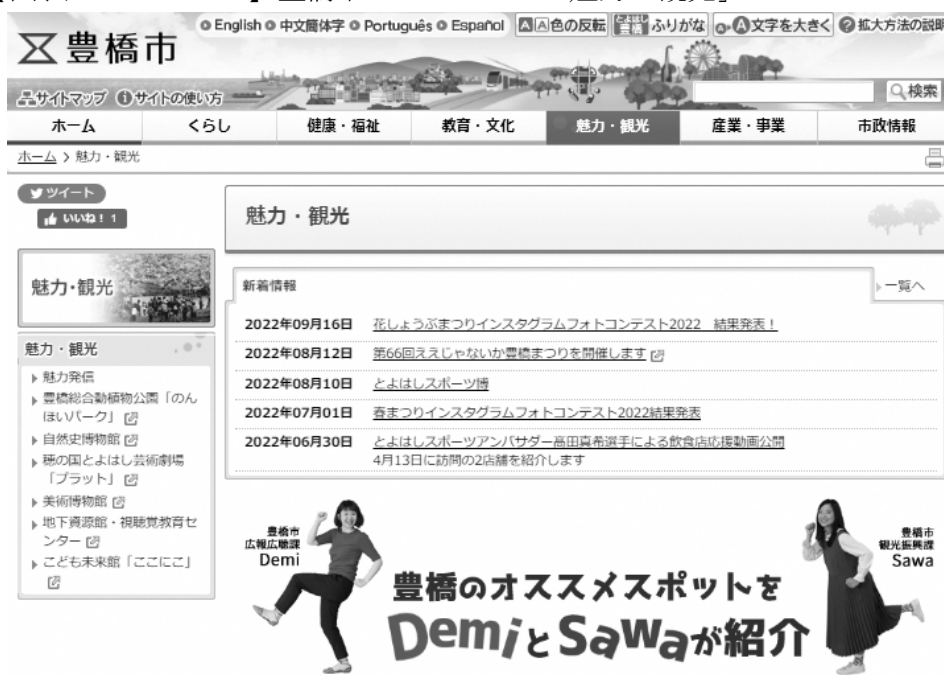 豊橋市
English 中文簡体字 Português Español A A 色の反転 とよはし 豊橋 ふりがな A 文字を大きく ? 拡大方法の説明
サイトマップ サイトの使い方
検索
ホーム くらし 健康・福祉 教育・文化 魅力・観光 産業・事業 市政情報
ホーム > 魅力・観光
ツイート
いいね! 1
魅力・観光
魅力・観光
新着情報
一覧へ
2022年09月16日 花しょうぶまつりインスタグラムフォトコンテスト2022 結果発表!
2022年08月12日 第66回ええじゃないか豊橋まつりを開催します
2022年08月10日 とよはしスポーツ博
2022年07月01日 春まつりインスタグラムフォトコンテスト2022結果発表
2022年06月30日 とよはしスポーツアンバサダー髙田真希選手による飲食店応援動画公開
4月13日に訪問の2店舗を紹介します
魅力・観光
魅力発信
豊橋総合動植物公園「のん
ほいパーク」
自然史博物館
穂の国とよはし芸術劇場
「プラット」
美術博物館
地下資源館・視聴覚教育セ
ンター
こども未来館「ここにこ」
豊橋市
広報広聴課
Demi
豊橋市
観光振興課
Sawa
豊橋のオススメスポットを
DemiとSaWaが紹介